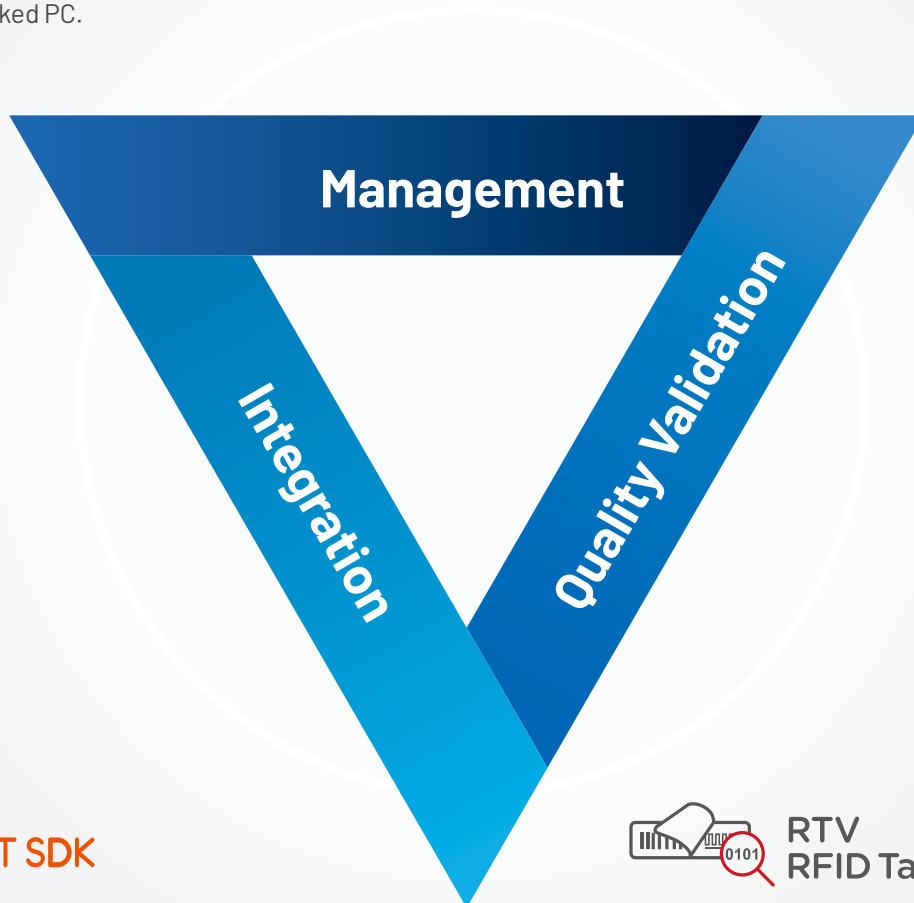 ked PC.
Management
Integration
Quality Validation
T SDK
0101
RTV
RFID Ta